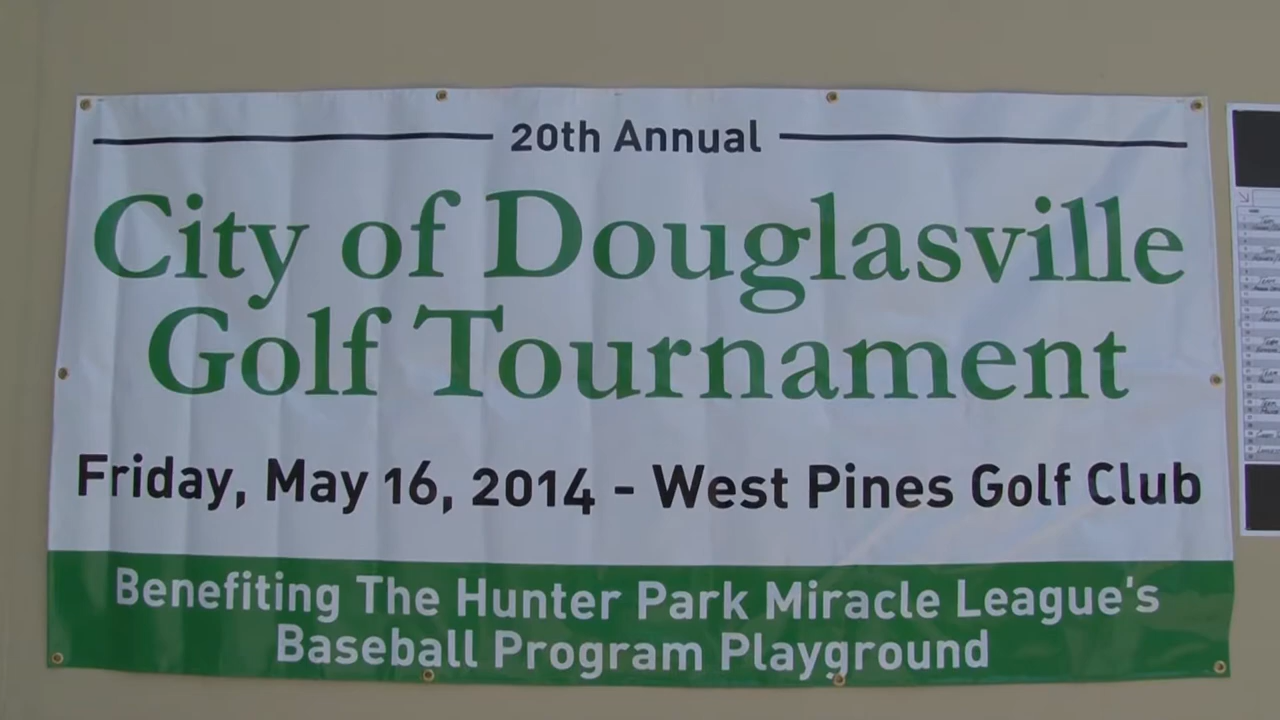 20th Annual
City of Douglasville
Golf Tournament
Friday, May 16, 2014 - West Pines Golf Club
Benefiting The Hunter Park Miracle League's
Baseball Program Playground